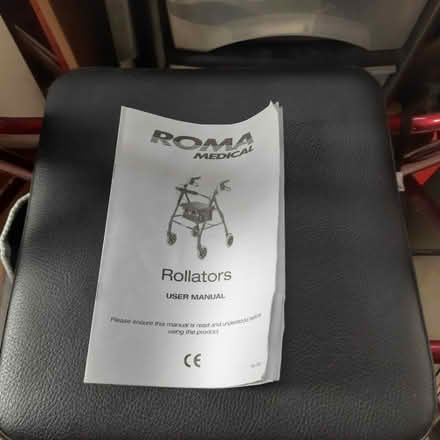 ROMA
MEDICAL
Rollators
USER MANUAL
Please ensure this manual is read and understood before
using the product
CE